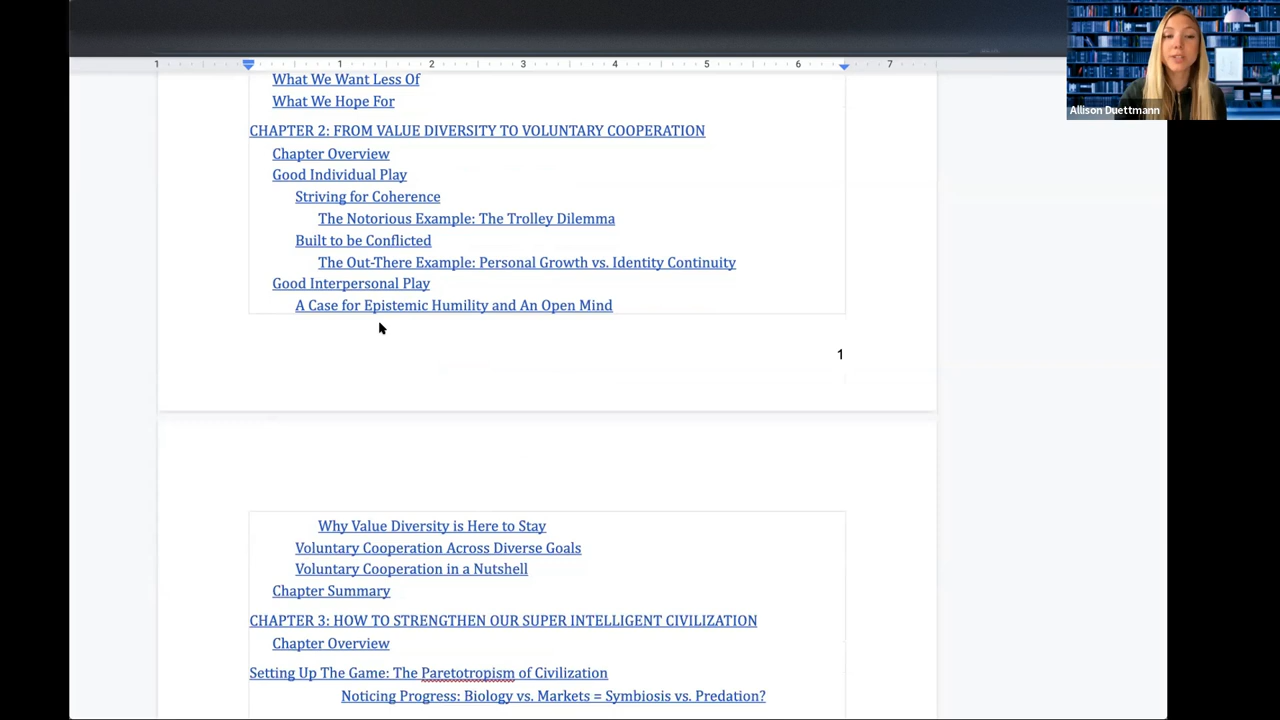 Allison Duettmann
1 1 2 3 4 5 6 7
What We Want Less Of
What We Hope For
CHAPTER 2: FROM VALUE DIVERSITY TO VOLUNTARY COOPERATION
Chapter Overview
Good Individual Play
Striving for Coherence
The Notorious Example: The Trolley Dilemma
Built to be Conflicted
The Out-There Example: Personal Growth vs. Identity Continuity
Good Interpersonal Play
A Case for Epistemic Humility and An Open Mind
1
Why Value Diversity is Here to Stay
Voluntary Cooperation Across Diverse Goals
Voluntary Cooperation in a Nutshell
Chapter Summary
CHAPTER 3: HOW TO STRENGTHEN OUR SUPER INTELLIGENT CIVILIZATION
Chapter Overview
Setting Up The Game: The Paretotropism of Civilization
Noticing Progress: Biology vs. Markets = Symbiosis vs. Predation?